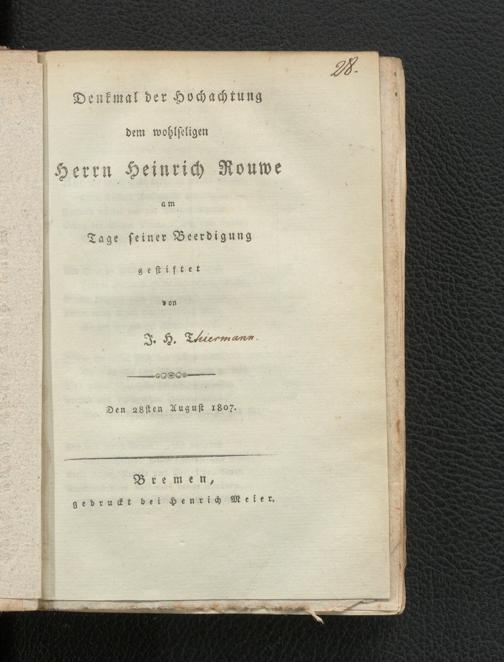 28.
Denkmal der Hochachtung
dem wohlseligen
Herrn Heinrich Rouwe
am
Tage seiner Beerdigung
gestiftet
von
J. H. Thiermann.
Den 28sten August 1807.
Bremen,
gedruckt bei Henrich Meier.